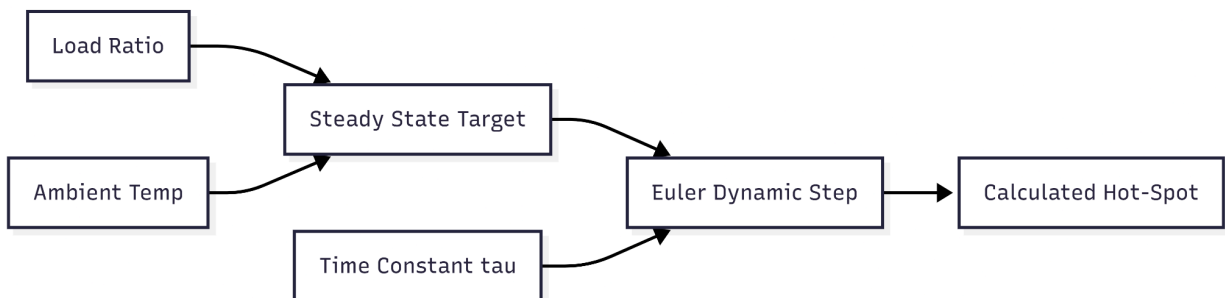 Load Ratio
Ambient Temp
Steady State Target
Time Constant tau
Euler Dynamic Step
Calculated Hot-Spot